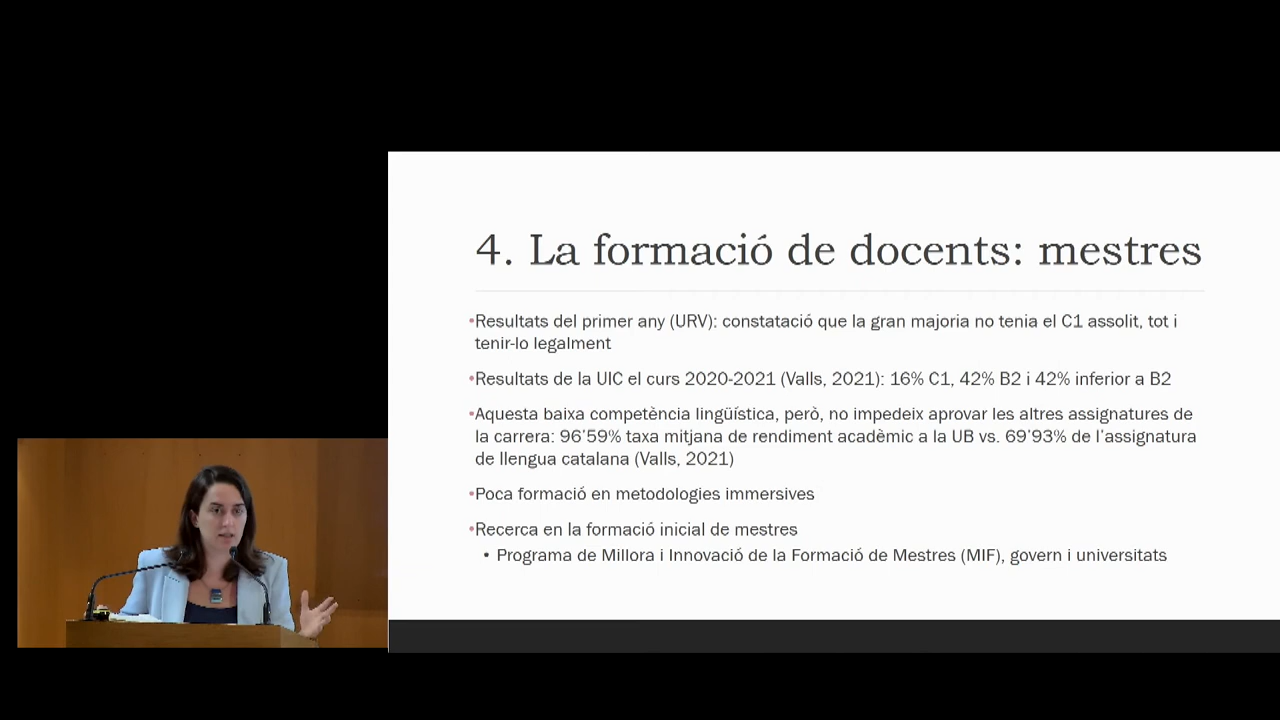 4. La formació de docents: mestres
•Resultats del primer any (URV): constatació que la gran majoria no tenia el C1 assolit, tot i
tenir-lo legalment
•Resultats de la UIC el curs 2020-2021 (Valls, 2021): 16% C1, 42% B2 i 42% inferior a B2
•Aquesta baixa competència lingüística, però, no impedeix aprovar les altres assignatures de
la carrera: 96’59% taxa mitjana de rendiment acadèmic a la UB vs. 69’93% de l’assignatura
de llengua catalana (Valls, 2021)
•Poca formació en metodologies immersives
•Recerca en la formació inicial de mestres
• Programa de Millora i Innovació de la Formació de Mestres (MIF), govern i universitats